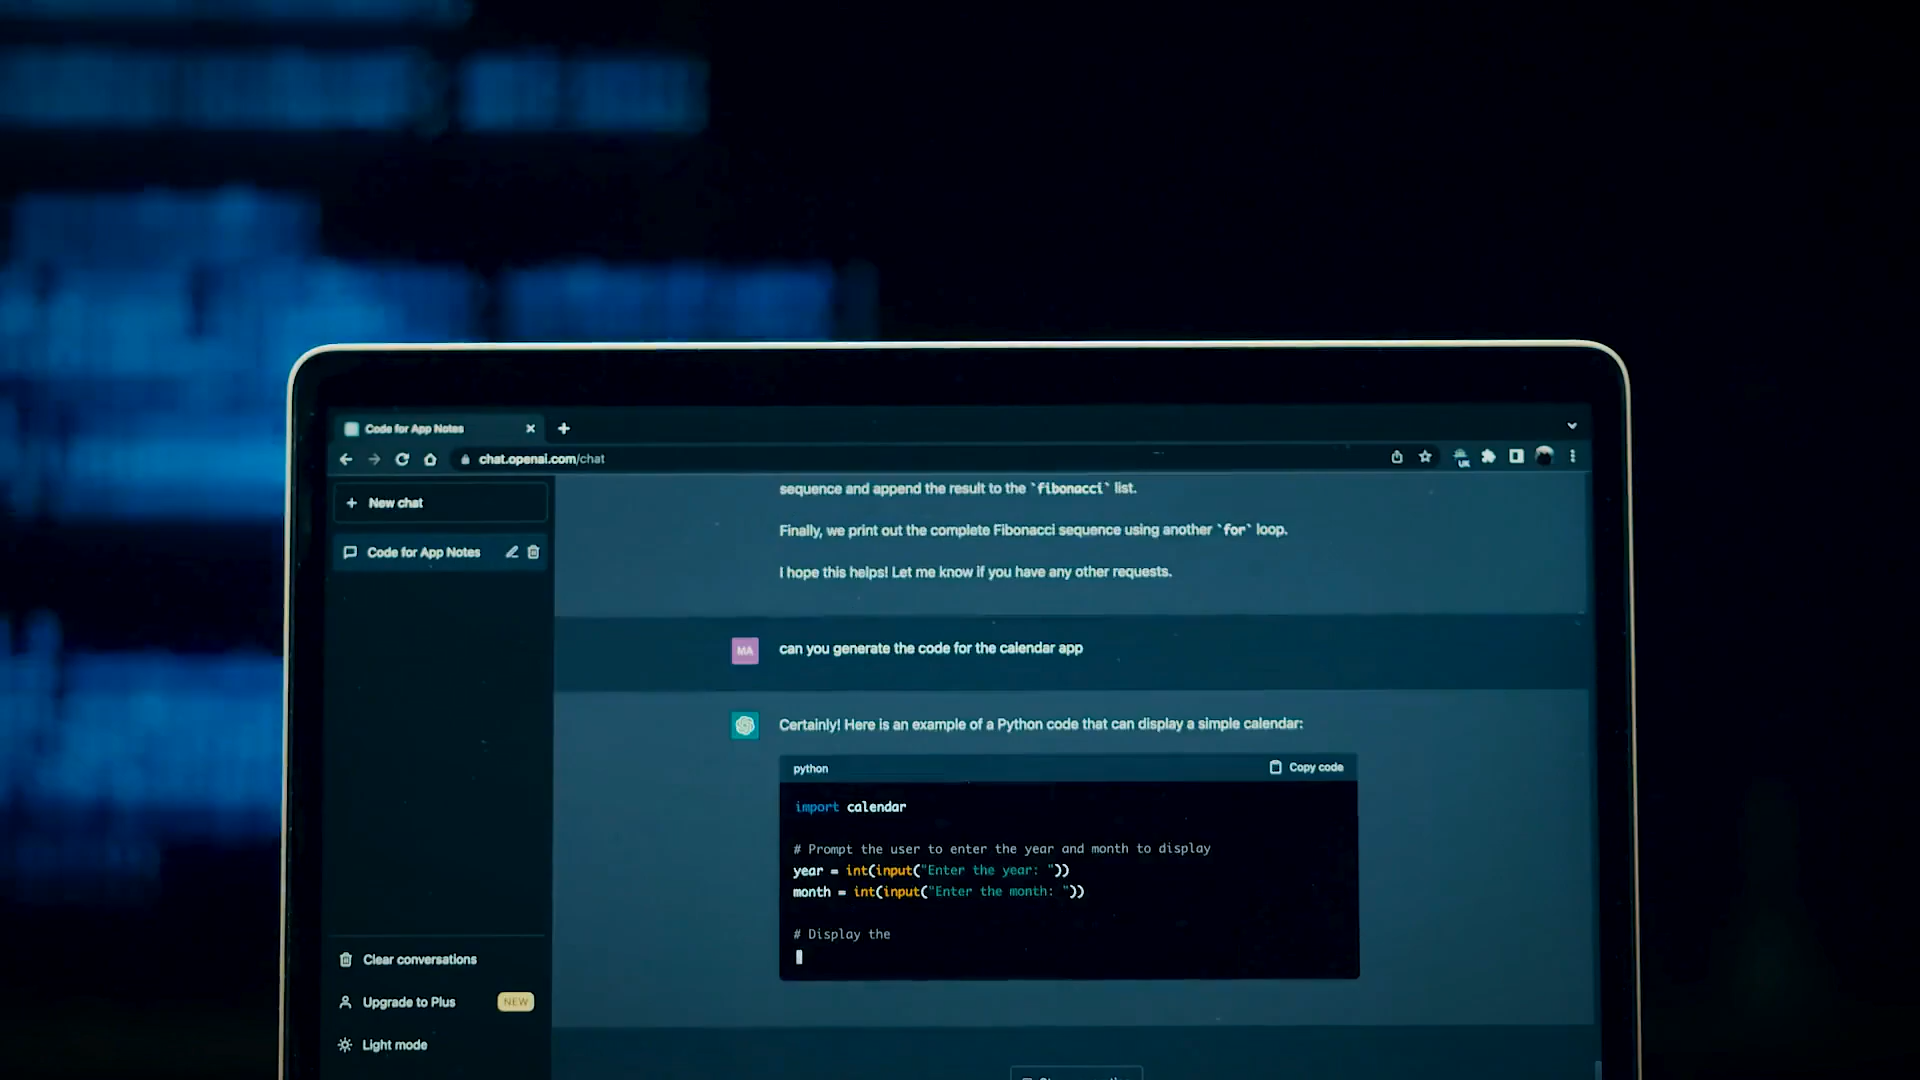 Code for App Notes
chat.openai.com/chat
UK
New chat
Code for App Notes
Clear conversations
Upgrade to Plus NEW
Light mode
sequence and append the result to the `fibonacci` list.
Finally, we print out the complete Fibonacci sequence using another `for` loop.
I hope this helps! Let me know if you have any other requests.
MA can you generate the code for the calendar app
Certainly! Here is an example of a Python code that can display a simple calendar:
python Copy code
import calendar
# Prompt the user to enter the year and month to display
year = int(input("Enter the year: "))
month = int(input("Enter the month: "))
# Display the